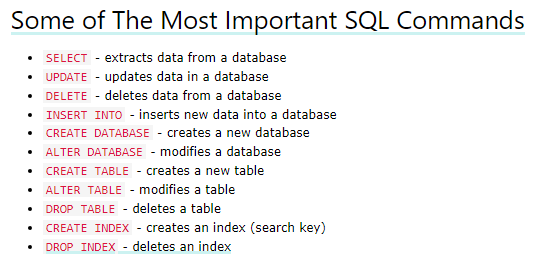 Some of The Most Important SQL Commands
• SELECT - extracts data from a database
• UPDATE - updates data in a database
• DELETE - deletes data from a database
• INSERT INTO - inserts new data into a database
• CREATE DATABASE - creates a new database
• ALTER DATABASE - modifies a database
• CREATE TABLE - creates a new table
• ALTER TABLE - modifies a table
• DROP TABLE - deletes a table
• CREATE INDEX - creates an index (search key)
• DROP INDEX - deletes an index